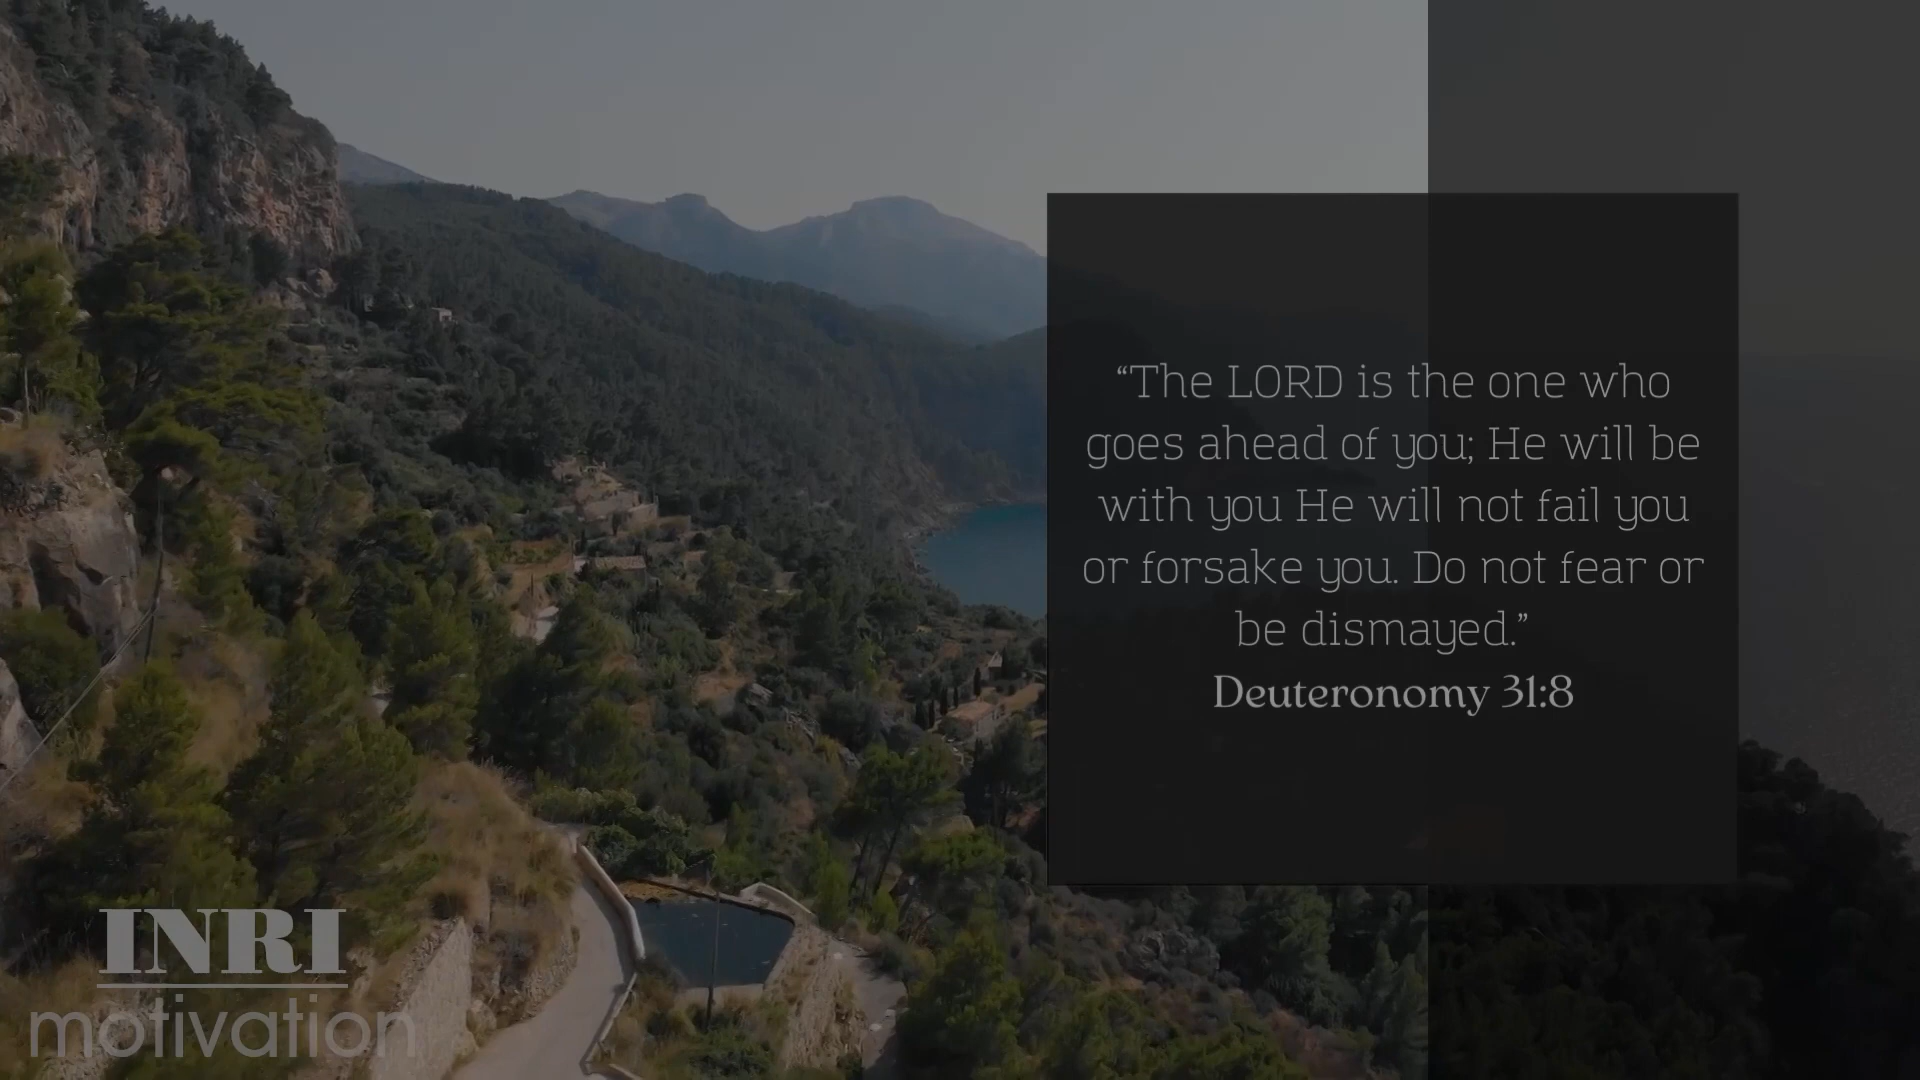 “The LORD is the one who
goes ahead of you; He will be
with you He will not fail you
or forsake you. Do not fear or
be dismayed.”
Deuteronomy 31:8
INRI
motivation